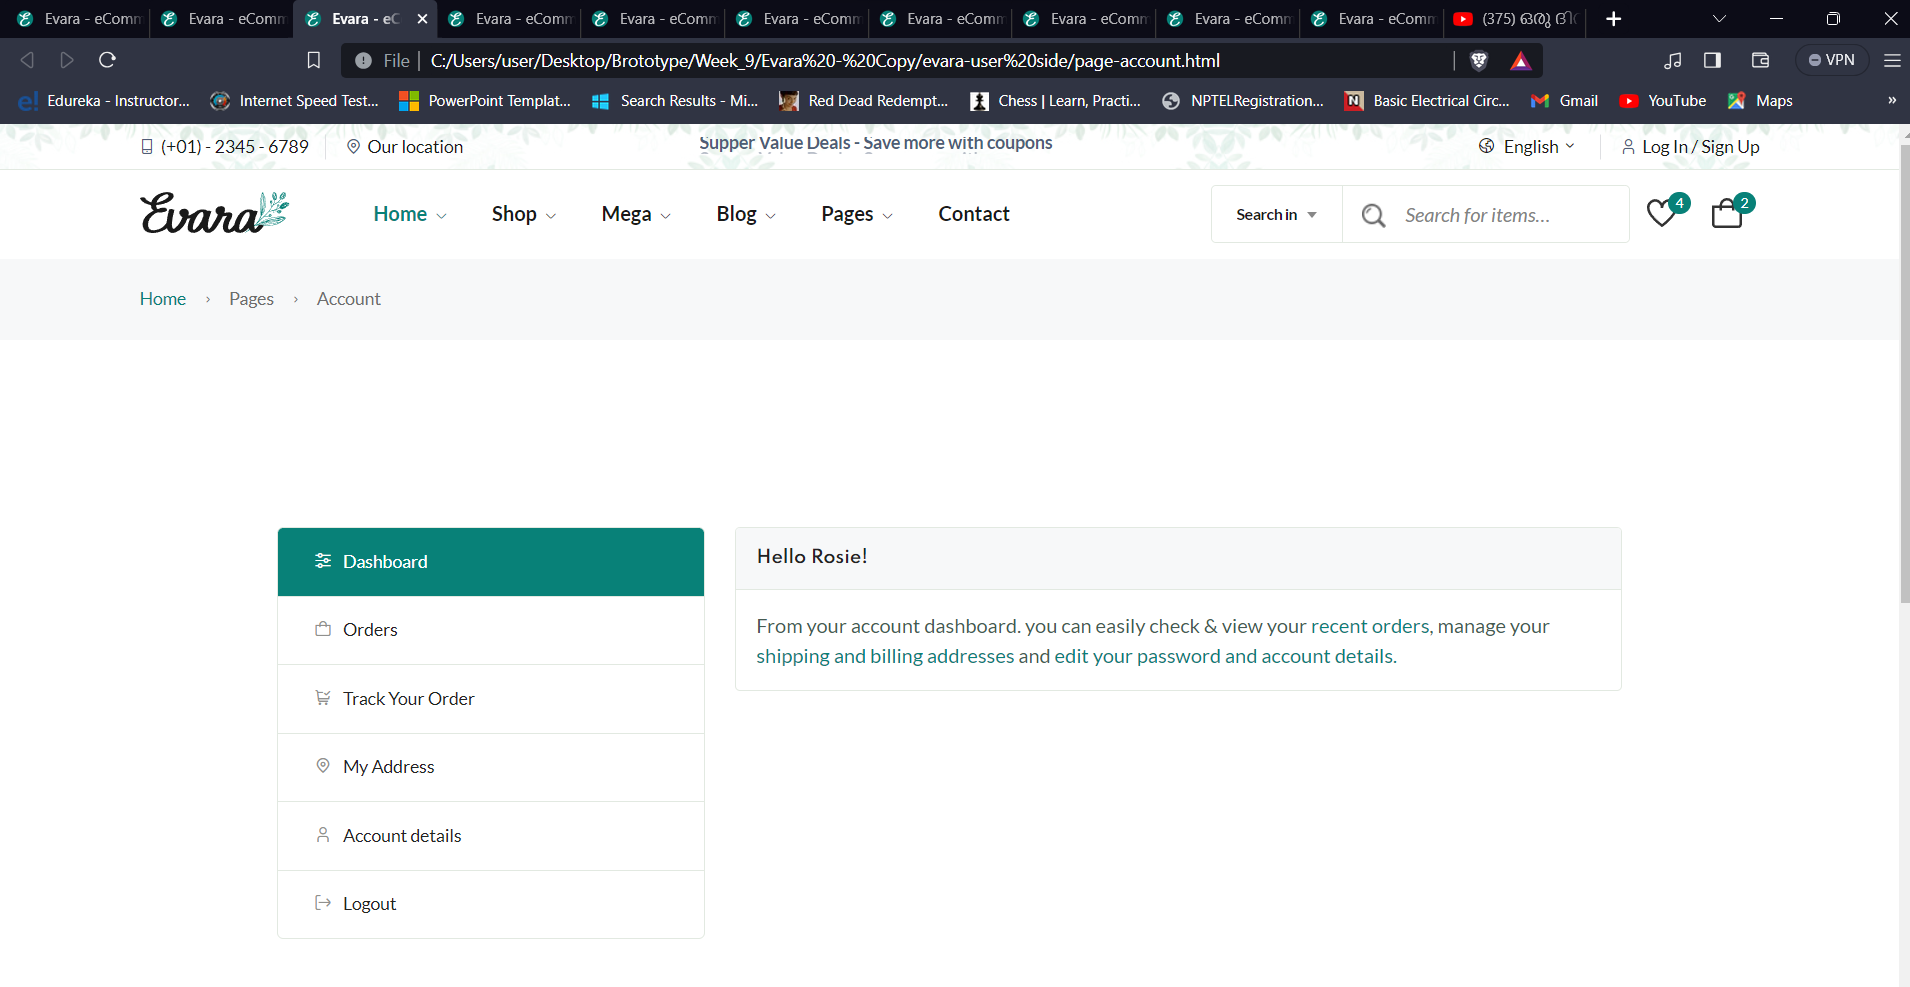 Evara - eComm Evara - eComm Evara - eC Evara - eComm Evara - eComm Evara - eComm Evara - eComm Evara - eComm Evara - eComm Evara - eComm (375) ഒരു
File C:/Users/user/Desktop/Brototype/Week_9/Evara%20-%20Copy/evara-user%20side/page-account.html VPN
e! Edureka - Instructor... Internet Speed Test... PowerPoint Templat... Search Results - Mi... Red Dead Redempt... Chess | Learn, Practi... NPTELRegistration... N Basic Electrical Circ... Gmail YouTube Maps »
(+01) - 2345 - 6789 Our location Supper Value Deals - Save more with coupons English Log In / Sign Up
Evara Home Shop Mega Blog Pages Contact Search in Search for items... 4 2
Home › Pages › Account
Dashboard
Orders
Track Your Order
My Address
Account details
Logout
Hello Rosie!
From your account dashboard. you can easily check & view your recent orders, manage your
shipping and billing addresses and edit your password and account details.